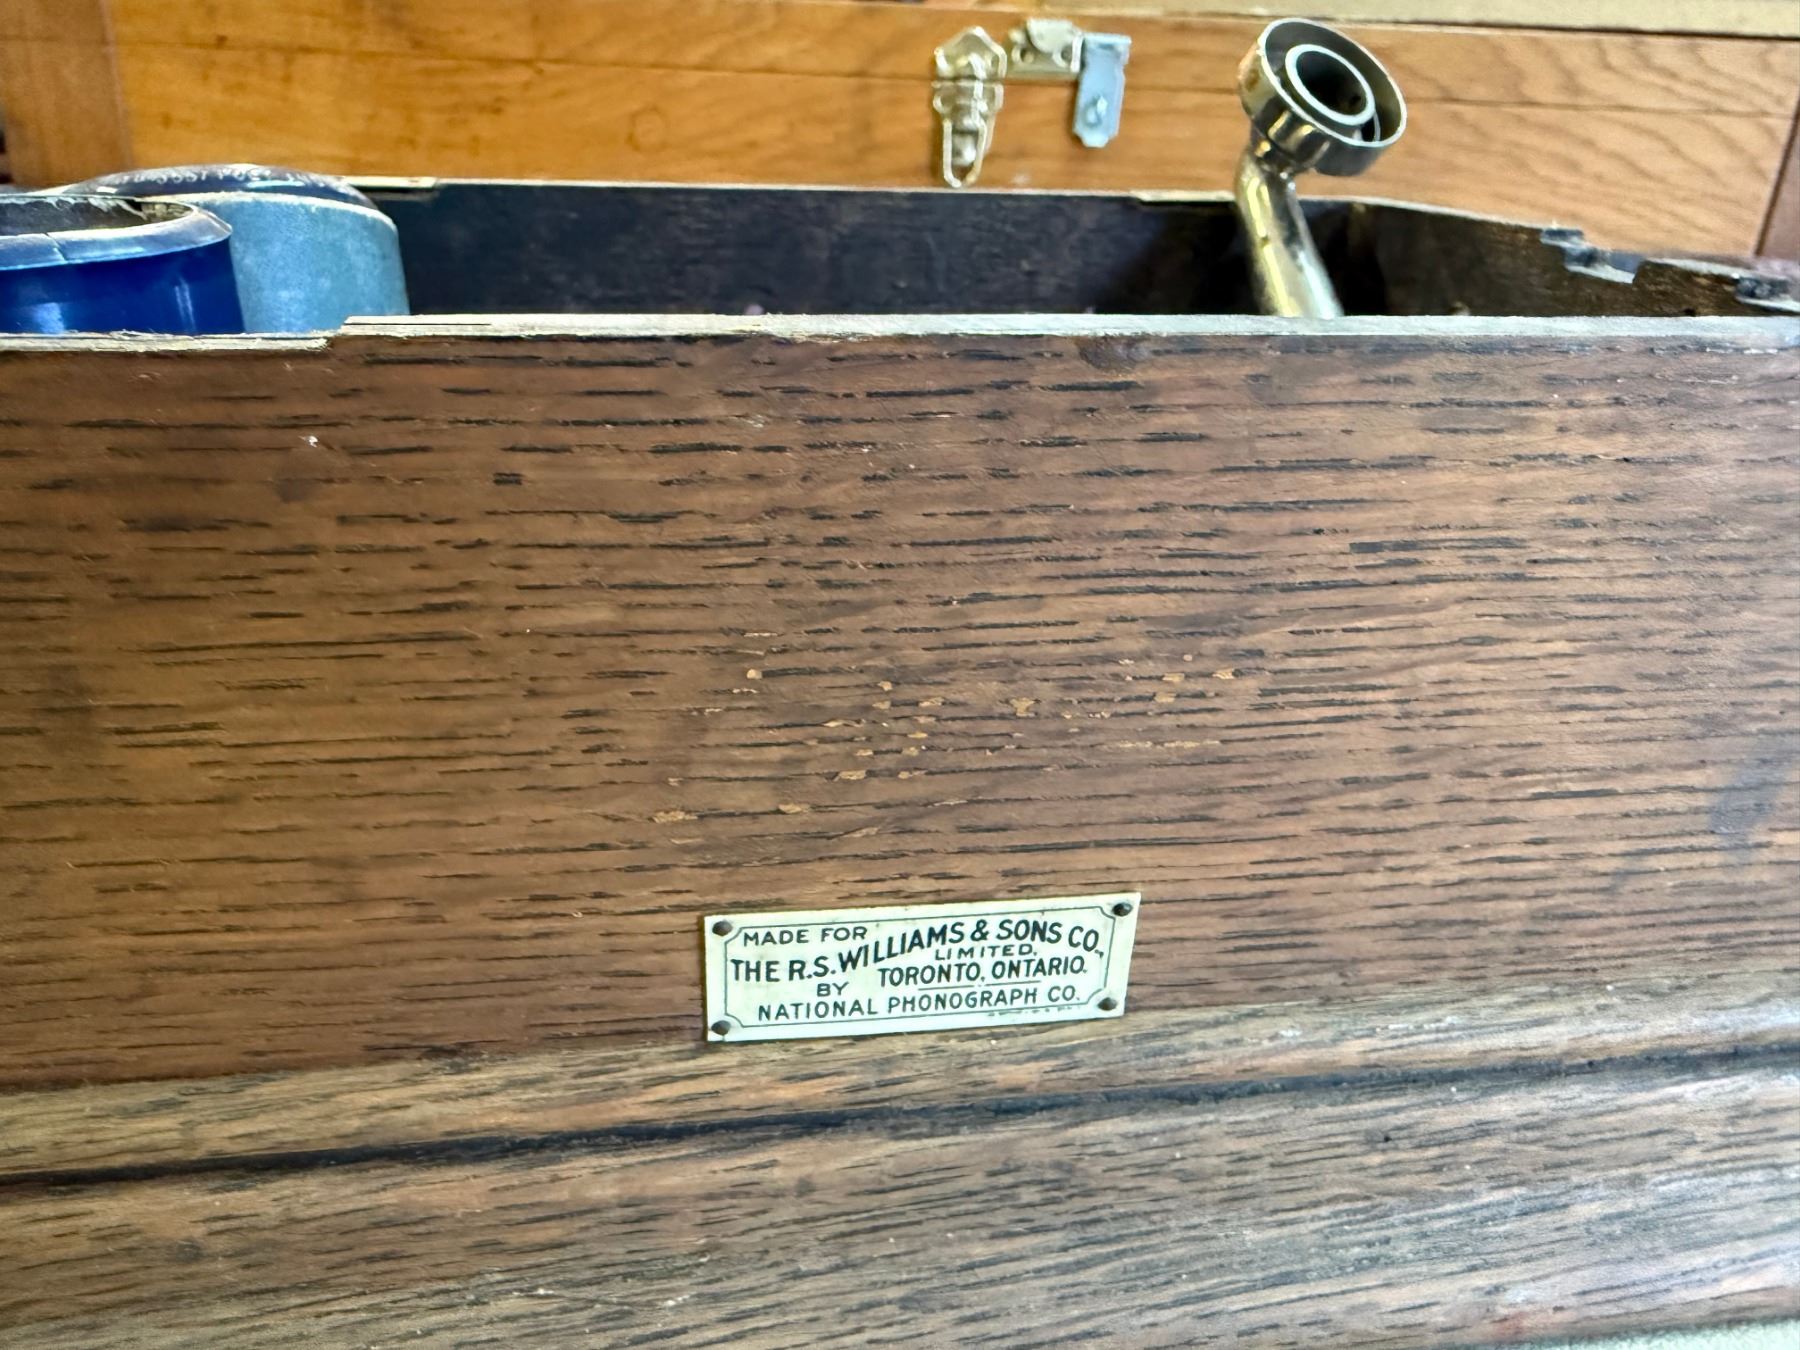 MADE FOR
THE R.S. WILLIAMS & SONS CO.,
LIMITED.
TORONTO, ONTARIO.
BY
NATIONAL PHONOGRAPH CO.